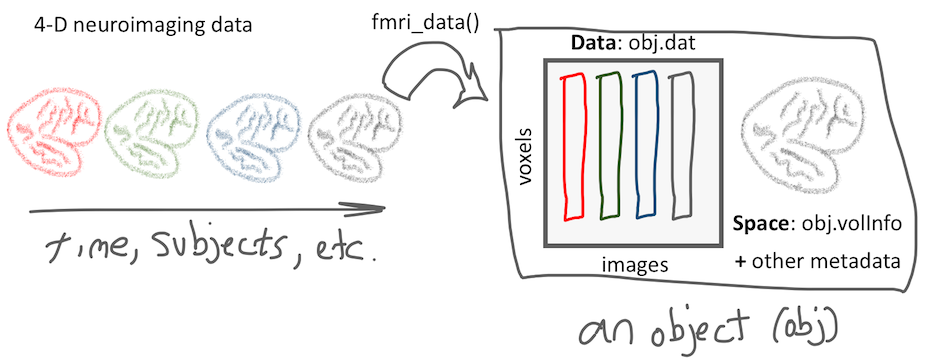 4-D neuroimaging data
time, subjects, etc.
fmri_data()
Data: obj.dat
voxels
images
Space: obj.volInfo
+ other metadata
an object (obj)